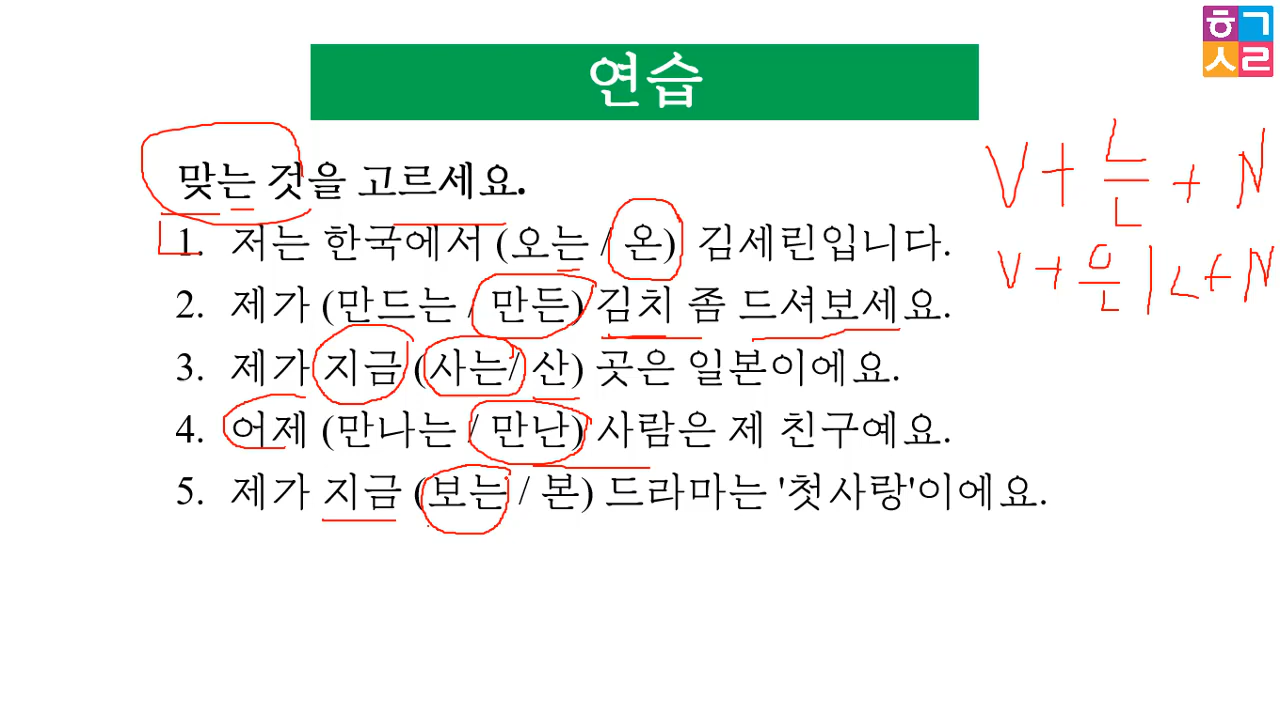 ㅎㄱ
ㅅㄹ
연습
맞는 것을 고르세요.
1. 저는 한국에서 (오는 / 온) 김세린입니다.
2. 제가 (만드는 / 만든) 김치 좀 드셔보세요.
3. 제가 지금 (사는/ 산) 곳은 일본이에요.
4. 어제 (만나는 / 만난) 사람은 제 친구예요.
5. 제가 지금 (보는 / 본) 드라마는 '첫사랑'이에요.
V + 는 + N
V + 은 | ㄴ + N